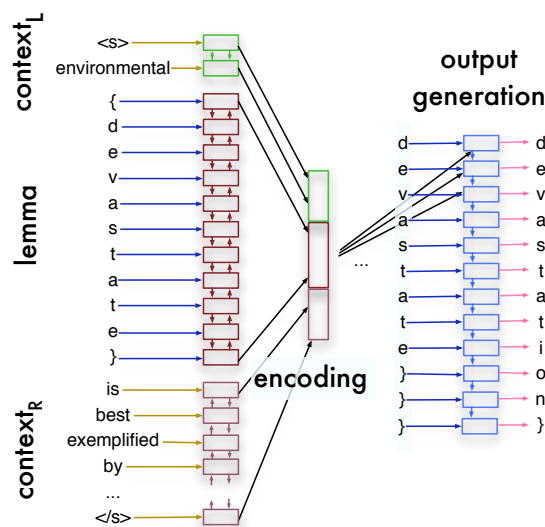 context_L
<s>
environmental
lemma
{
d
e
v
a
s
t
a
t
e
}
context_R
is
best
exemplified
by
...
</s>
encoding
...
output
generation
d d
e e
v v
a a
s s
t t
a a
t t
e i
} o
} n
} }